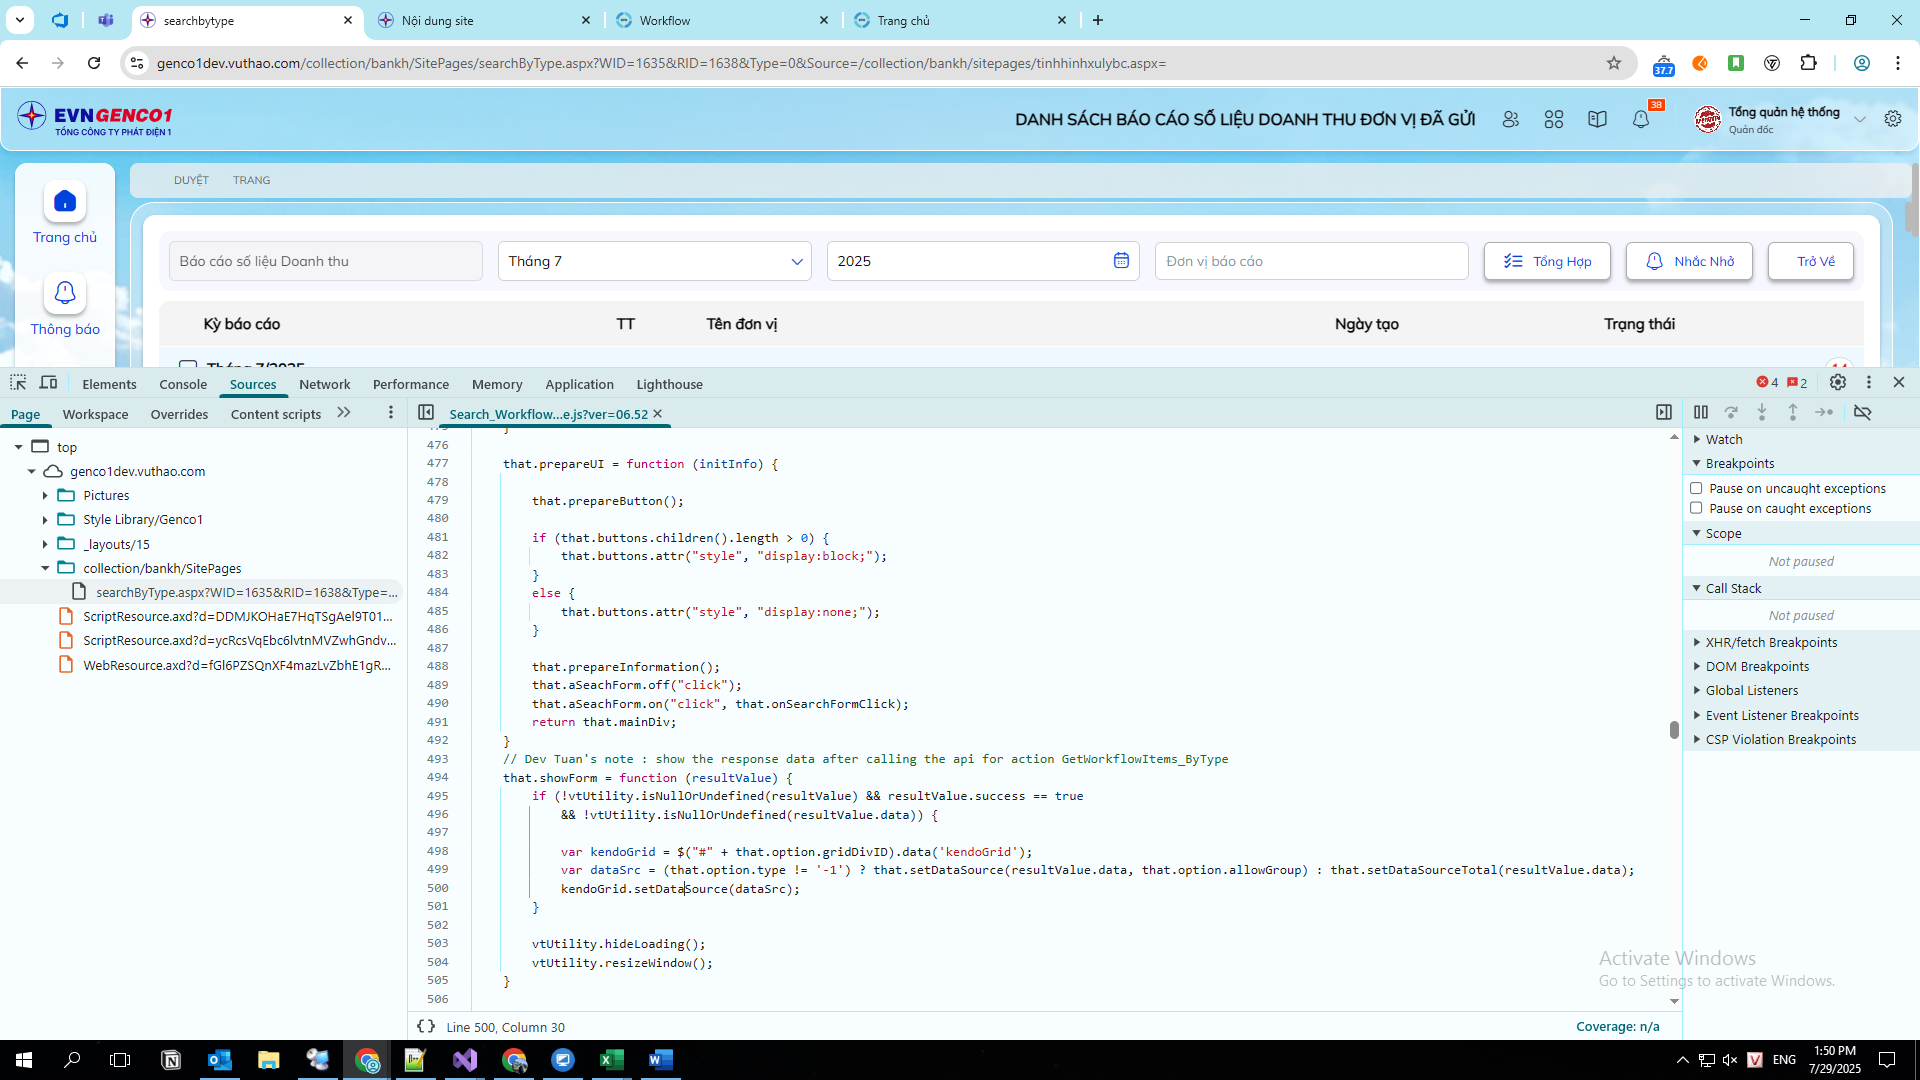 searchbytype
Nội dung site
Workflow
Trang chủ
genco1dev.vuthao.com/collection/bankh/SitePages/searchByType.aspx?WID=1635&RID=1638&Type=0&Source=/collection/bankh/sitepages/tinhhinhxulybc.aspx=
37.7
EVNGENCO1
TỔNG CÔNG TY PHÁT ĐIỆN 1
DANH SÁCH BÁO CÁO SỐ LIỆU DOANH THU ĐƠN VỊ ĐÃ GỬI
38
Tổng quản hệ thống
Quản đốc
DUYỆT TRANG
Trang chủ
Thông báo
Báo cáo số liệu Doanh thu
Tháng 7
2025
Đơn vị báo cáo
Tổng Hợp
Nhắc Nhở
Trở Về
Kỳ báo cáo TT Tên đơn vị Ngày tạo Trạng thái
Tháng 7/2025
Elements Console Sources Network Performance Memory Application Lighthouse
4 2
Page Workspace Overrides Content scripts
Search_Workflow...e.js?ver=06.52
top
genco1dev.vuthao.com
Pictures
Style Library/Genco1
_layouts/15
collection/bankh/SitePages
searchByType.aspx?WID=1635&RID=1638&Type=...
ScriptResource.axd?d=DDMJKOHaE7HqTSgAel9T01...
ScriptResource.axd?d=ycRcsVqEbc6lvtnMVZwhGndv...
WebResource.axd?d=fGl6PZSQnXF4mazLvZbhE1gR...
476
477 that.prepareUI = function (initInfo) {
478
479 that.prepareButton();
480
481 if (that.buttons.children().length > 0) {
482 that.buttons.attr("style", "display:block;");
483 }
484 else {
485 that.buttons.attr("style", "display:none;");
486 }
487
488 that.prepareInformation();
489 that.aSeachForm.off("click");
490 that.aSeachForm.on("click", that.onSearchFormClick);
491 return that.mainDiv;
492 }
493 // Dev Tuan's note : show the response data after calling the api for action GetWorkflowItems_ByType
494 that.showForm = function (resultValue) {
495 if (!vtUtility.isNullOrUndefined(resultValue) && resultValue.success == true
496 && !vtUtility.isNullOrUndefined(resultValue.data)) {
497
498 var kendoGrid = $("#" + that.option.gridDivID).data('kendoGrid');
499 var dataSrc = (that.option.type != '-1') ? that.setDataSource(resultValue.data, that.option.allowGroup) : that.setDataSourceTotal(resultValue.data);
500 kendoGrid.setDataSource(dataSrc);
501 }
502
503 vtUtility.hideLoading();
504 vtUtility.resizeWindow();
505 }
506
{} Line 500, Column 30
Coverage: n/a
Watch
Breakpoints
Pause on uncaught exceptions
Pause on caught exceptions
Scope
Not paused
Call Stack
Not paused
XHR/fetch Breakpoints
DOM Breakpoints
Global Listeners
Event Listener Breakpoints
CSP Violation Breakpoints
Activate Windows
Go to Settings to activate Windows.
ENG
1:50 PM
7/29/2025